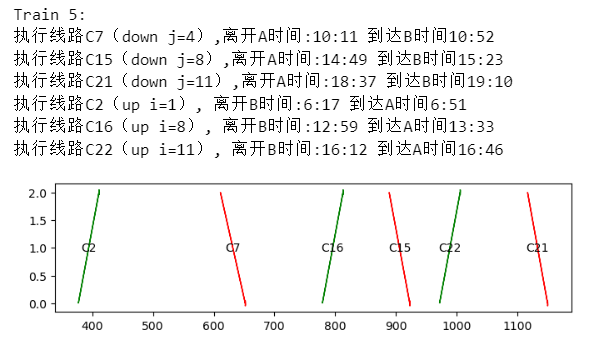 Train 5:
执行线路C7（down j=4）,离开A时间:10:11 到达B时间10:52
执行线路C15（down j=8）,离开A时间:14:49 到达B时间15:23
执行线路C21（down j=11）,离开A时间:18:37 到达B时间19:10
执行线路C2（up i=1）, 离开B时间:6:17 到达A时间6:51
执行线路C16（up i=8）, 离开B时间:12:59 到达A时间13:33
执行线路C22（up i=11）, 离开B时间:16:12 到达A时间16:46
2.0
1.5
1.0
0.5
0.0
C2 C7 C16 C15 C22 C21
400 500 600 700 800 900 1000 1100